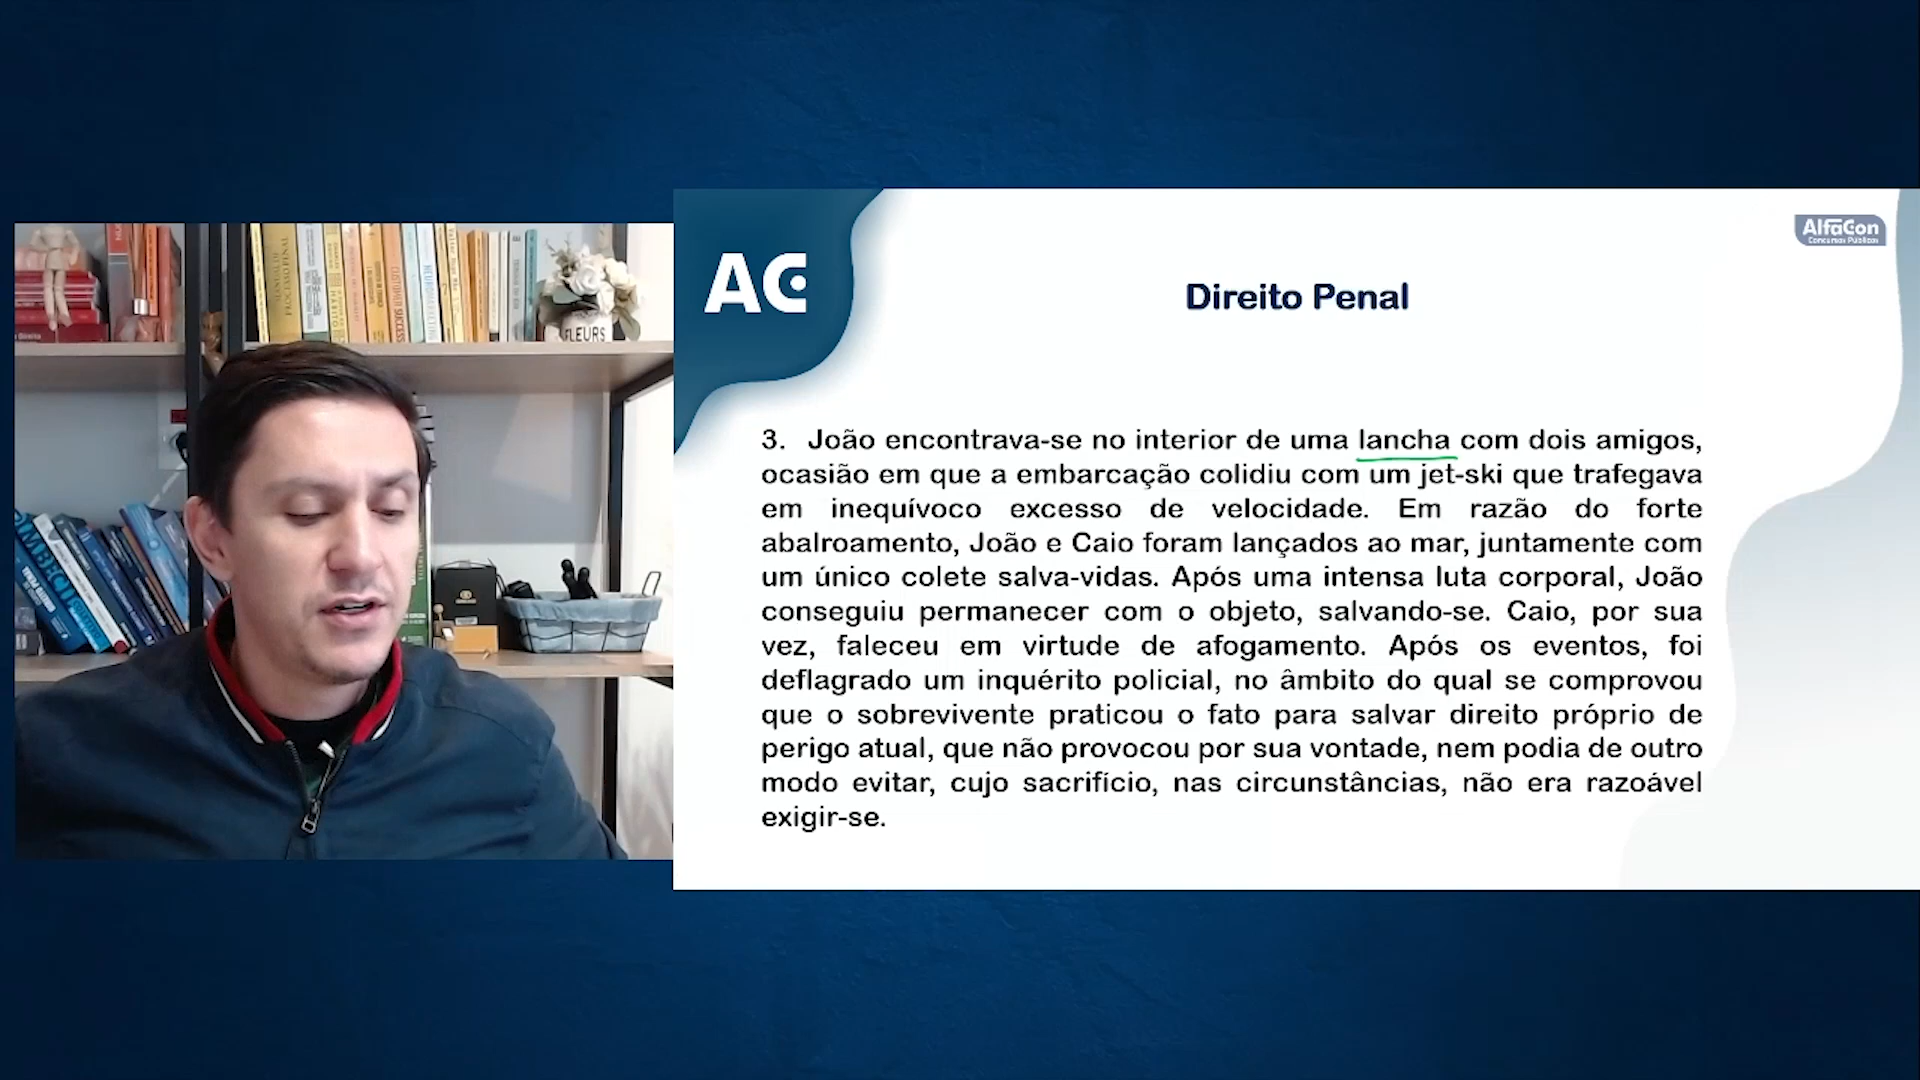 AC
AlfaCon
Concursos Públicos
Direito Penal
3. João encontrava-se no interior de uma lancha com dois amigos,
ocasião em que a embarcação colidiu com um jet-ski que trafegava
em inequívoco excesso de velocidade. Em razão do forte
abalroamento, João e Caio foram lançados ao mar, juntamente com
um único colete salva-vidas. Após uma intensa luta corporal, João
conseguiu permanecer com o objeto, salvando-se. Caio, por sua
vez, faleceu em virtude de afogamento. Após os eventos, foi
deflagrado um inquérito policial, no âmbito do qual se comprovou
que o sobrevivente praticou o fato para salvar direito próprio de
perigo atual, que não provocou por sua vontade, nem podia de outro
modo evitar, cujo sacrifício, nas circunstâncias, não era razoável
exigir-se.
PROCESSO PENAL
CUSTOMER SUCCESS
FLEURS